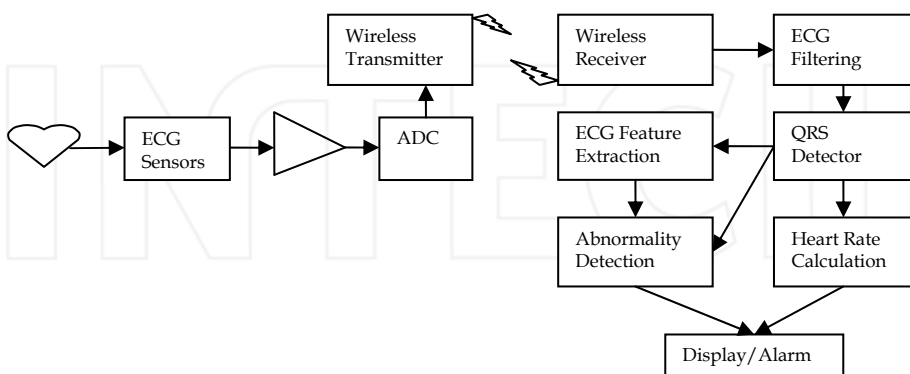 Wireless
Transmitter
Wireless
Receiver
ECG
Filtering
ECG
Sensors
ADC
ECG Feature
Extraction
QRS
Detector
Abnormality
Detection
Heart Rate
Calculation
Display/Alarm
INTECH